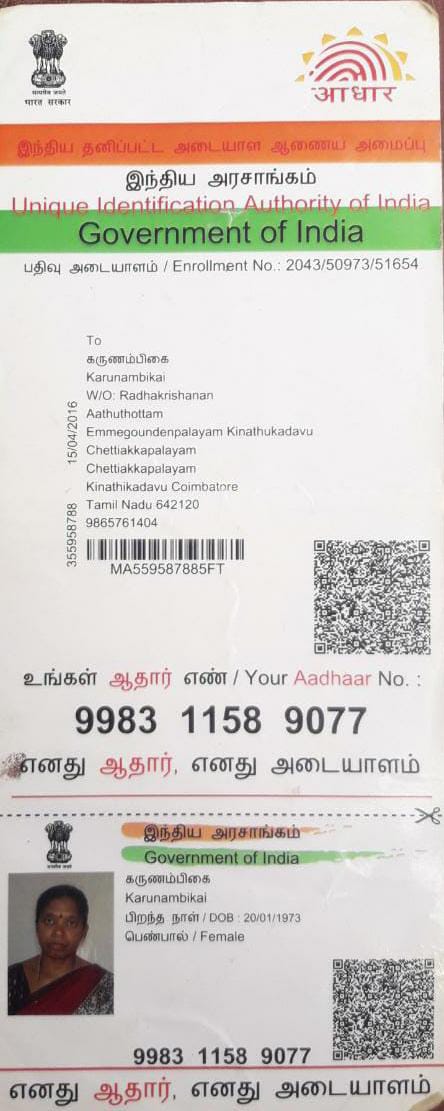 सत्यमेव जयते
भारत सरकार
आधार
இந்திய தனிப்பட்ட அடையாள ஆணைய அமைப்பு
இந்திய அரசாங்கம்
Unique Identification Authority of India
Government of India
பதிவு அடையாளம் / Enrollment No.: 2043/50973/51654
To
கருணம்பிகை
Karunambikai
W/O: Radhakrishanan
Aathuthottam
Emmegoundenpalayam Kinathukadavu
Chettiakkapalayam
Chettiakkapalayam
Kinathikadavu Coimbatore
Tamil Nadu 642120
9865761404
355958788 15/04/2016
MA559587885FT
உங்கள் ஆதார் எண் / Your Aadhaar No. :
9983 1158 9077
எனது ஆதார், எனது அடையாளம்
இந்திய அரசாங்கம்
Government of India
கருணம்பிகை
Karunambikai
பிறந்த நாள் / DOB : 20/01/1973
பெண்பால் / Female
9983 1158 9077
எனது ஆதார், எனது அடையாளம்